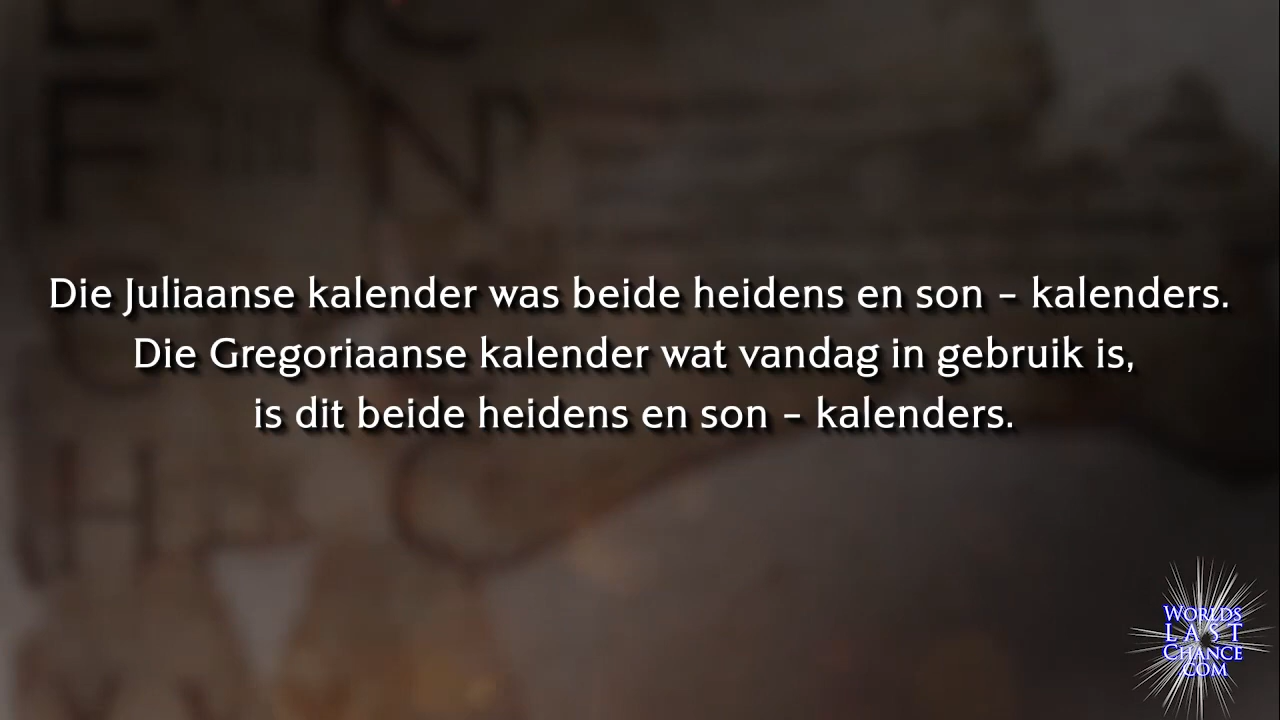 Die Juliaanse kalender was beide heidens en son – kalenders.
Die Gregoriaanse kalender wat vandag in gebruik is,
is dit beide heidens en son – kalenders.
WORLDS
LAST
CHANCE
.COM